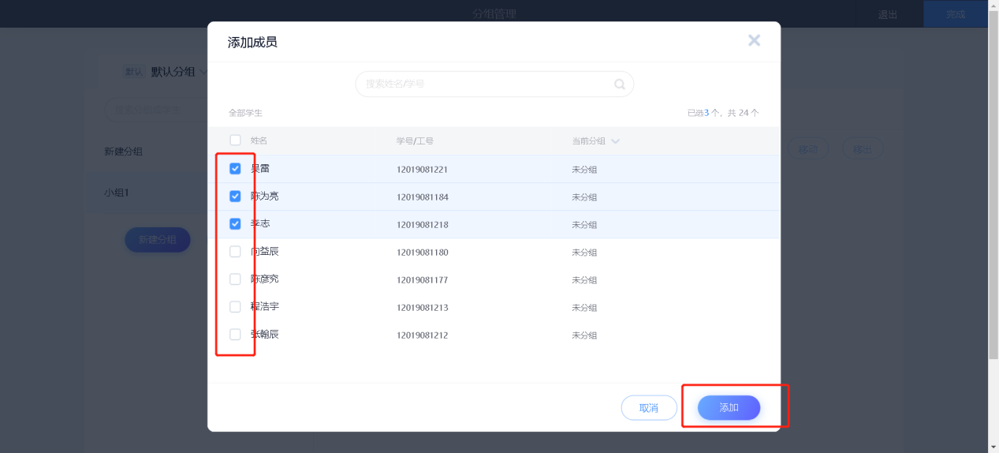 分组管理
退出
完成
添加成员
默认 默认分组
搜索姓名/学号
搜索分组或学生
全部学生
已选3 个，共 24 个
姓名 学号/工号 当前分组
新建分组
移动 移出
吴雷 12019081221 未分组
小组1
陈为亮 12019081184 未分组
李志 12019081218 未分组
新建分组
向益辰 12019081180 未分组
陈彦究 12019081177 未分组
程浩宇 12019081213 未分组
张翰辰 12019081212 未分组
取消 添加